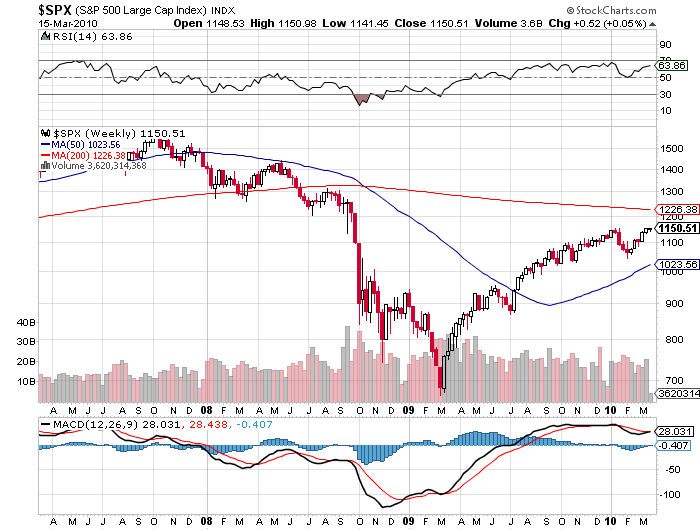 $SPX (S&P 500 Large Cap Index) INDX
© StockCharts.com
15-Mar-2010
Open 1148.53 High 1150.98 Low 1141.45 Close 1150.51 Volume 3.6B Chg +0.52 (+0.05%)
RSI(14) 63.86
90
70
63.86
50
30
10
$SPX (Weekly) 1150.51
MA(50) 1023.56
MA(200) 1226.38
Volume 3,620,314,368
1500
1400
1300
1226.38
1200
1150.51
1100
1023.56
1000
900
800
700
3620314
40B
30B
20B
10B
A M J J A S O N D 08 F M A M J J A S O N D 09 F M A M J J A S O N D 10 F M
MACD(12,26,9) 28.031, 28.438, -0.407
28.031
-0.407
-50
-100
A M J J A S O N D 08 F M A M J J A S O N D 09 F M A M J J A S O N D 10 F M